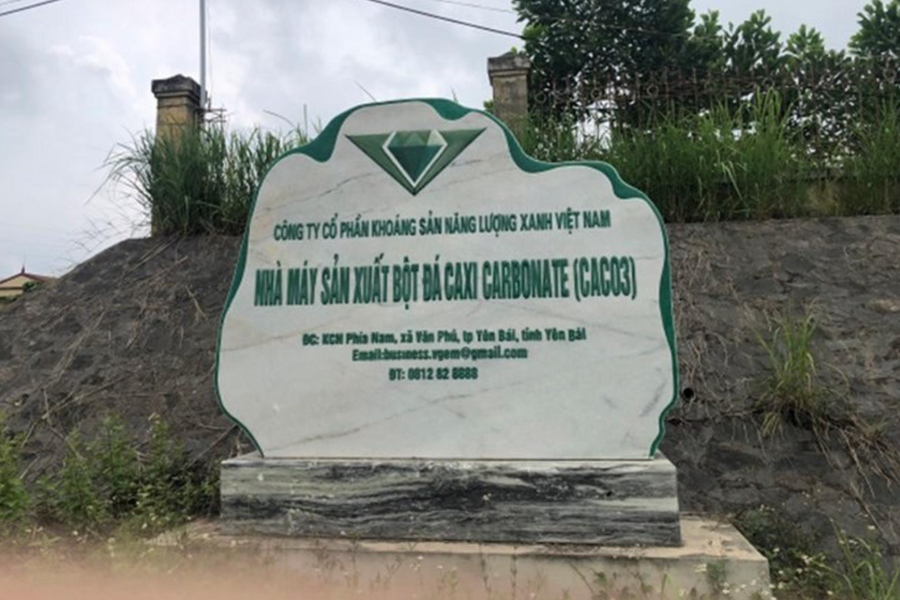 CÔNG TY CỔ PHẦN KHOÁNG SẢN NĂNG LƯỢNG XANH VIỆT NAM
NHÀ MÁY SẢN XUẤT BỘT ĐÁ CAXI CARBONATE (CACO3)
ĐC: KCN Phía Nam, xã Văn Phú, tp Yên Bái, tỉnh Yên Bái
Email:business.vgem@gmail.com
ĐT: 0812 82 8888